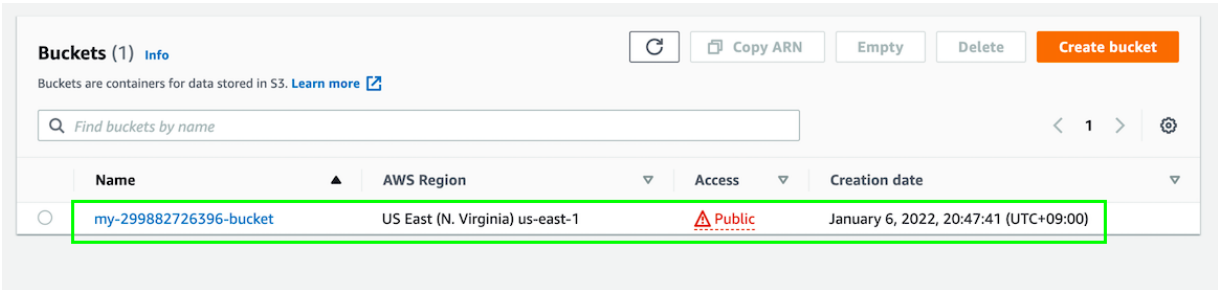 Buckets (1) Info
Copy ARN
Empty
Delete
Create bucket
Buckets are containers for data stored in S3. Learn more
Find buckets by name
1
Name AWS Region Access Creation date
my-299882726396-bucket US East (N. Virginia) us-east-1 Public January 6, 2022, 20:47:41 (UTC+09:00)